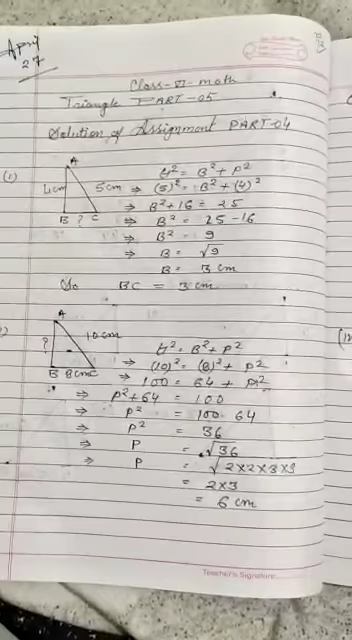 April
27
Class-VI-math
Triangle PART-05
Solution of Assignment PART-04
(1)
A
4cm
5cm
B ? C
H² = B² + P²
⇒ (5)² = B² + (4)²
⇒ B² + 16 = 25
⇒ B² = 25 - 16
⇒ B² = 9
⇒ B = √9
B = 3 cm
So BC = 3 cm
A
?
10cm
B 8cm C
H² = B² + P²
⇒ (10)² = (8)² + P²
⇒ 100 = 64 + P²
⇒ P² + 64 = 100
⇒ P² = 100 - 64
⇒ P² = 36
⇒ P = √36
⇒ P = √2×2×3×3
= 2×3
= 6 cm
Teacher's Signature